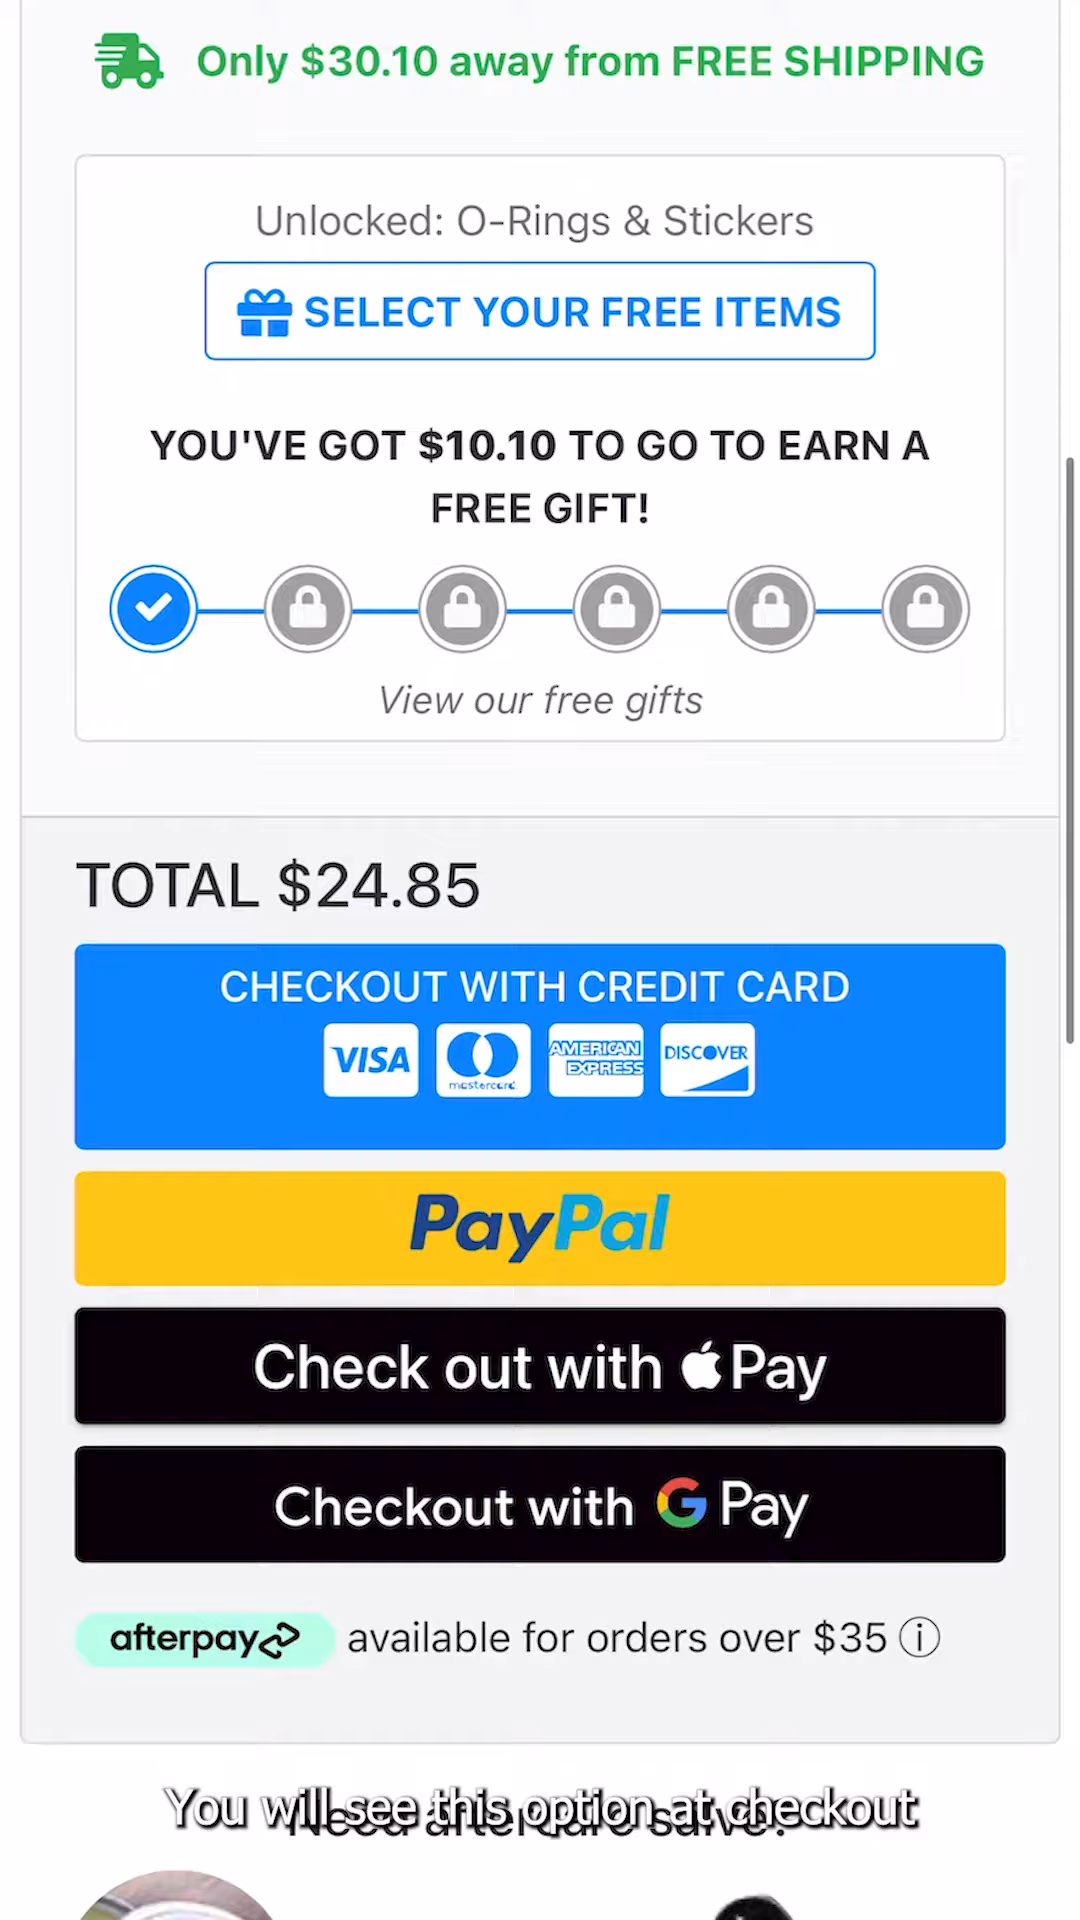 Only $30.10 away from FREE SHIPPING
Unlocked: O-Rings & Stickers
SELECT YOUR FREE ITEMS
YOU'VE GOT $10.10 TO GO TO EARN A
FREE GIFT!
View our free gifts
TOTAL $24.85
CHECKOUT WITH CREDIT CARD
VISA mastercard AMERICAN EXPRESS DISCOVER
PayPal
Check out with Pay
Checkout with G Pay
afterpay available for orders over $35
You will see this option at checkout
Need aftercare salve?